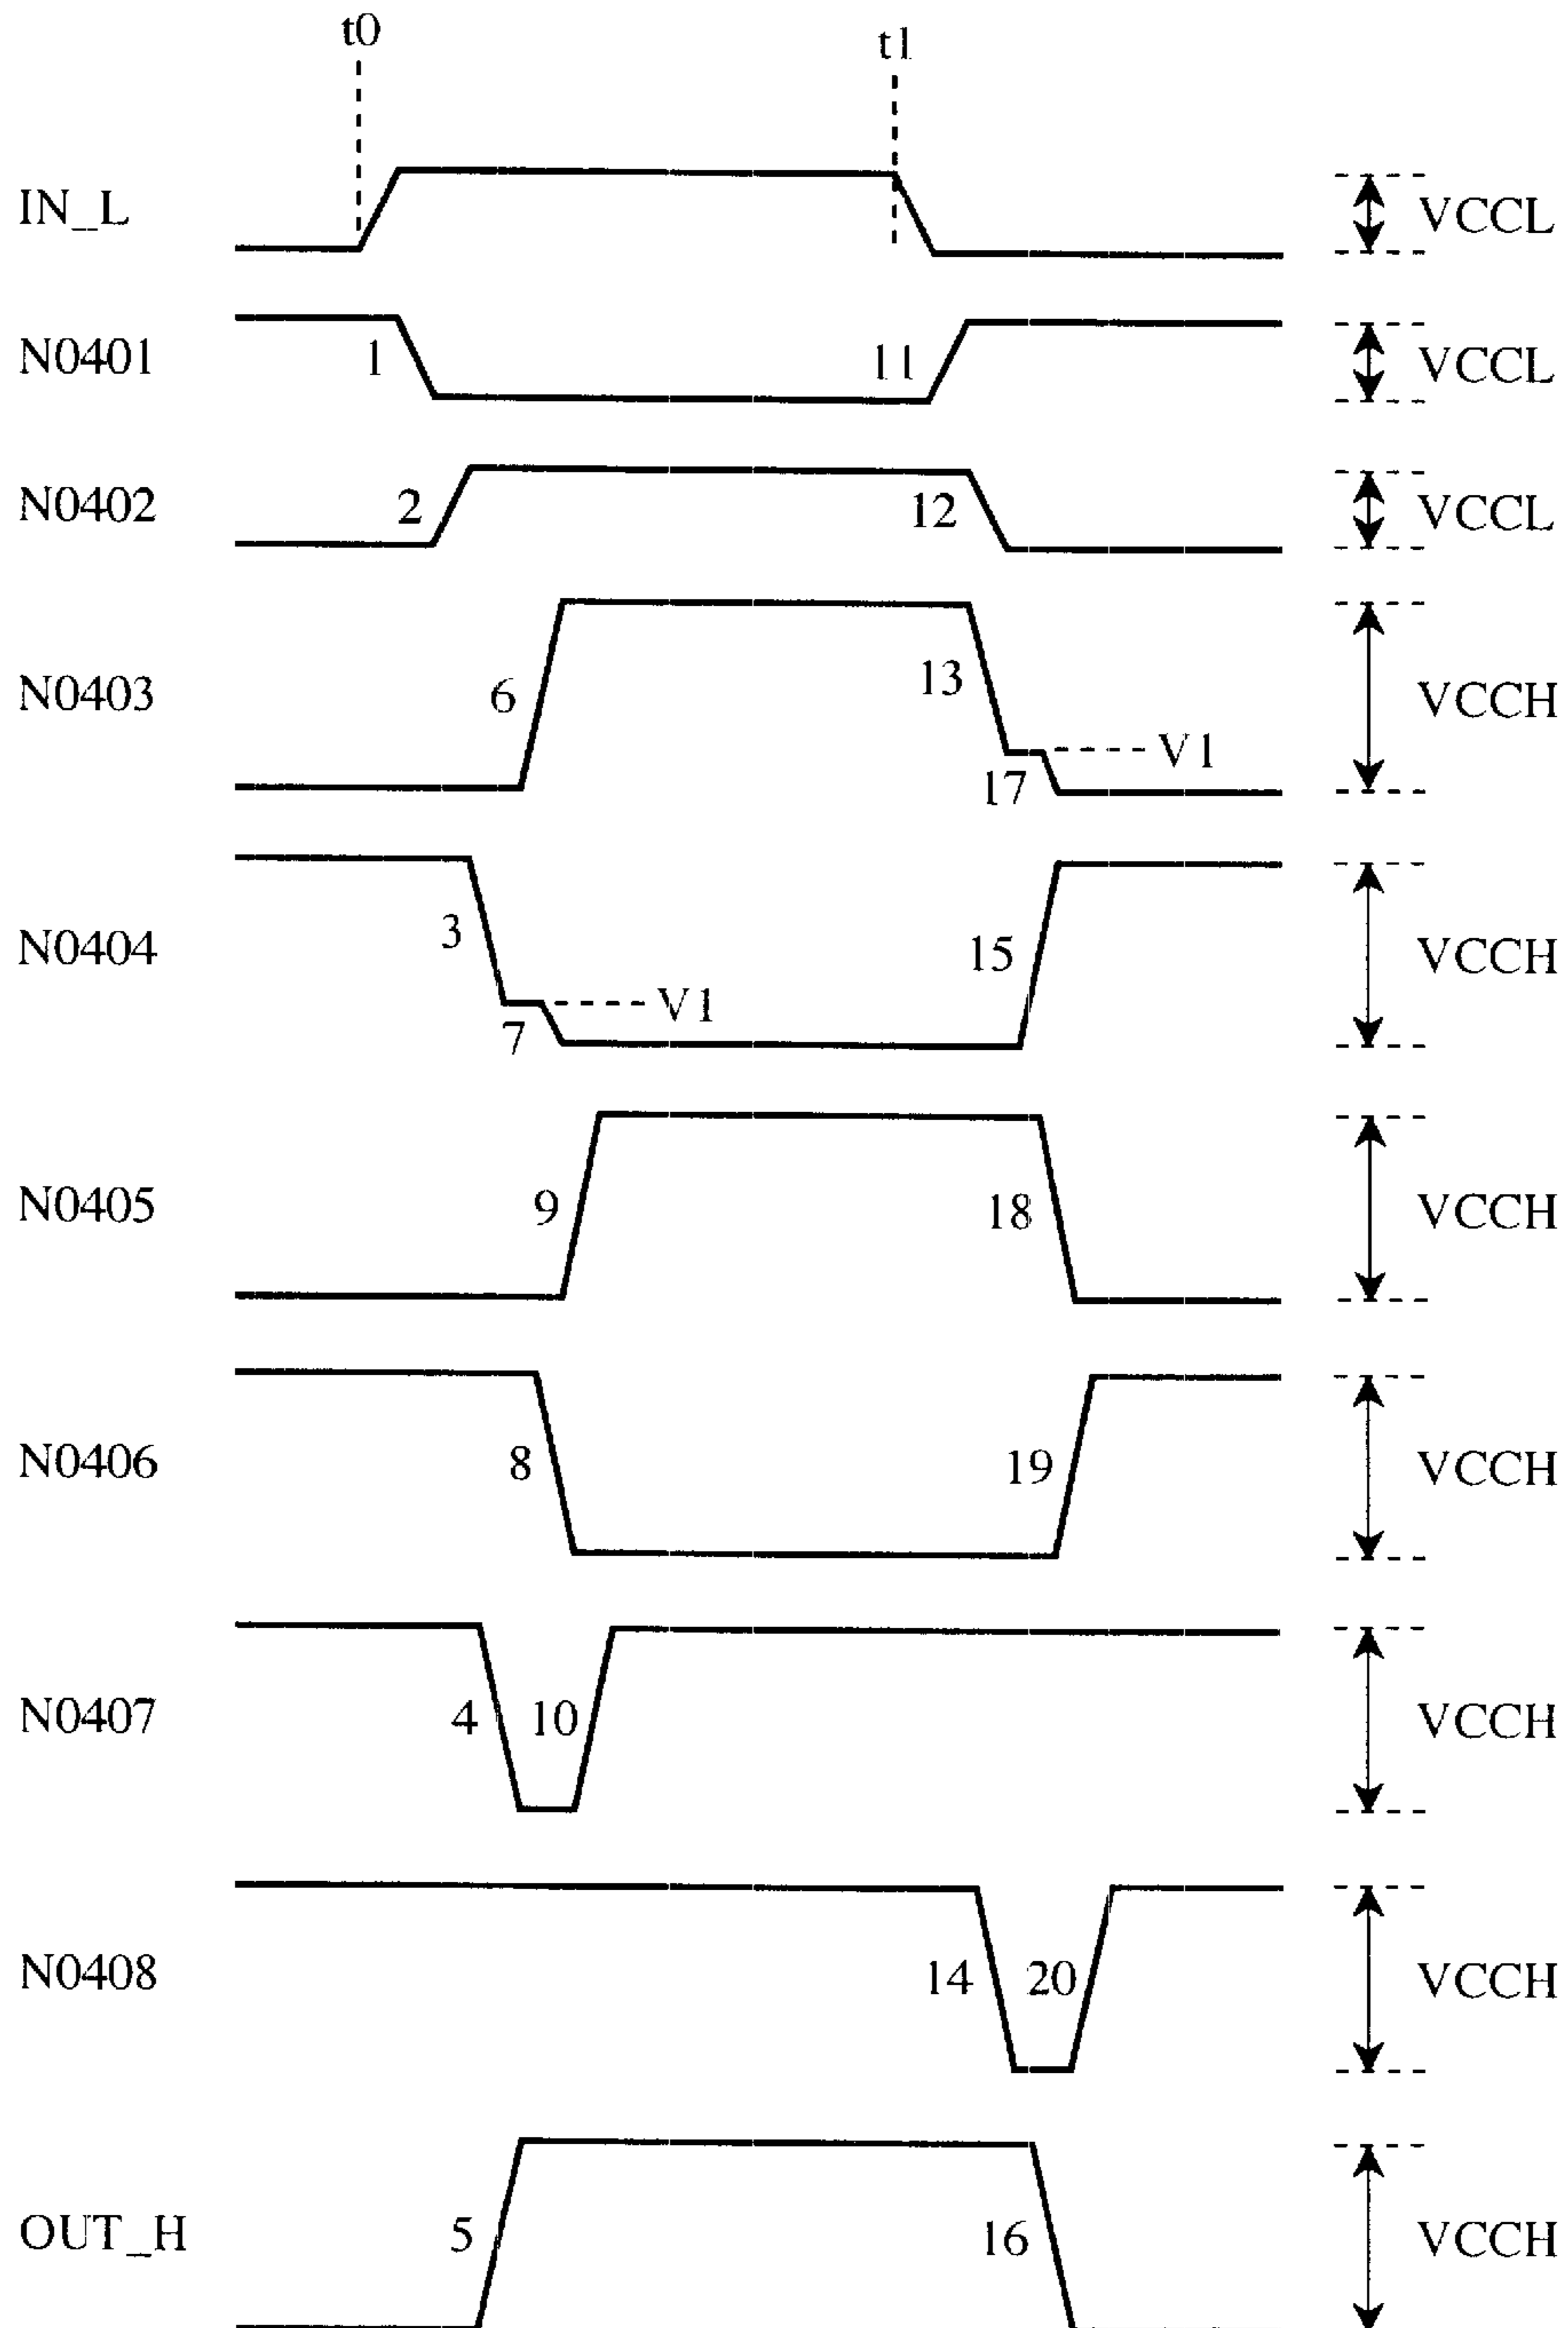 t0
t1
IN_L
VCCL
N0401
1
11
VCCL
N0402
2
12
VCCL
N0403
6
13
V1
17
VCCH
N0404
3
V1
7
15
VCCH
N0405
9
18
VCCH
N0406
8
19
VCCH
N0407
4
10
VCCH
N0408
14
20
VCCH
OUT_H
5
16
VCCH